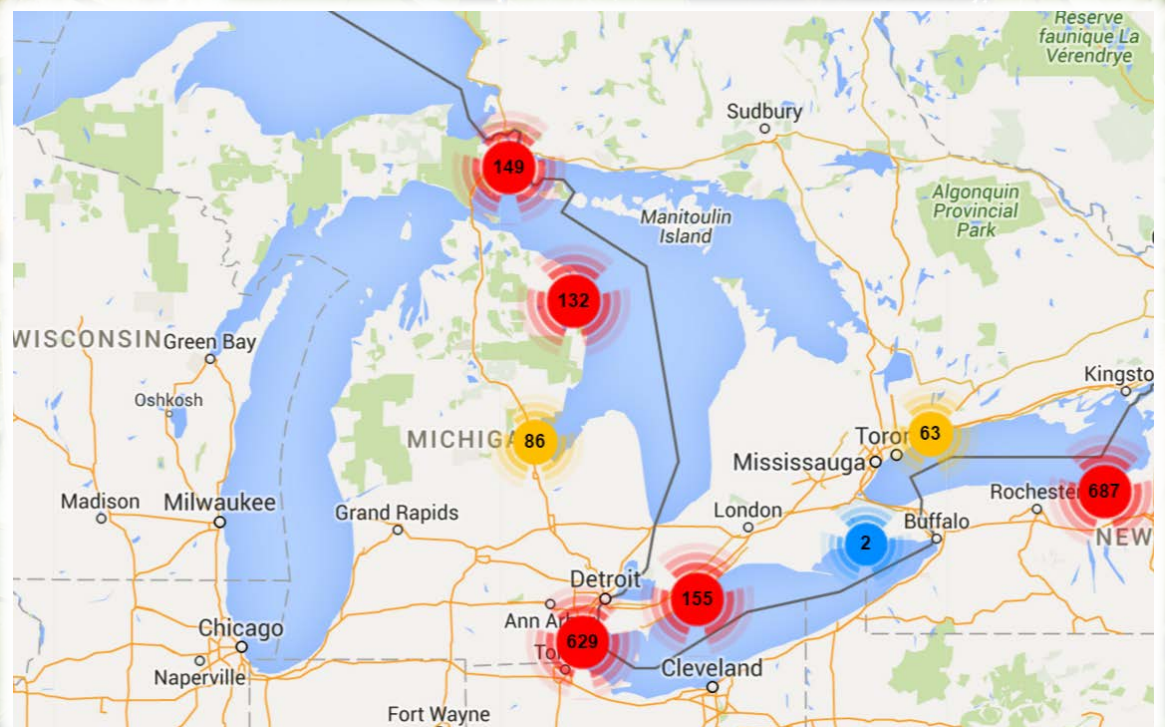 Réserve
faunique La
Vérendrye
Sudbury
149
Algonquin
Provincial
Park
Manitoulin
Island
132
WISCONSIN
Green Bay
Kingsto
Oshkosh
MICHIGA
86
63
Toron
Mississauga
687
Rochester
Madison
Milwaukee
Grand Rapids
London
Buffalo
NEW
2
Detroit
155
Ann Ar
629
To
Chicago
Cleveland
Naperville
Fort Wayne